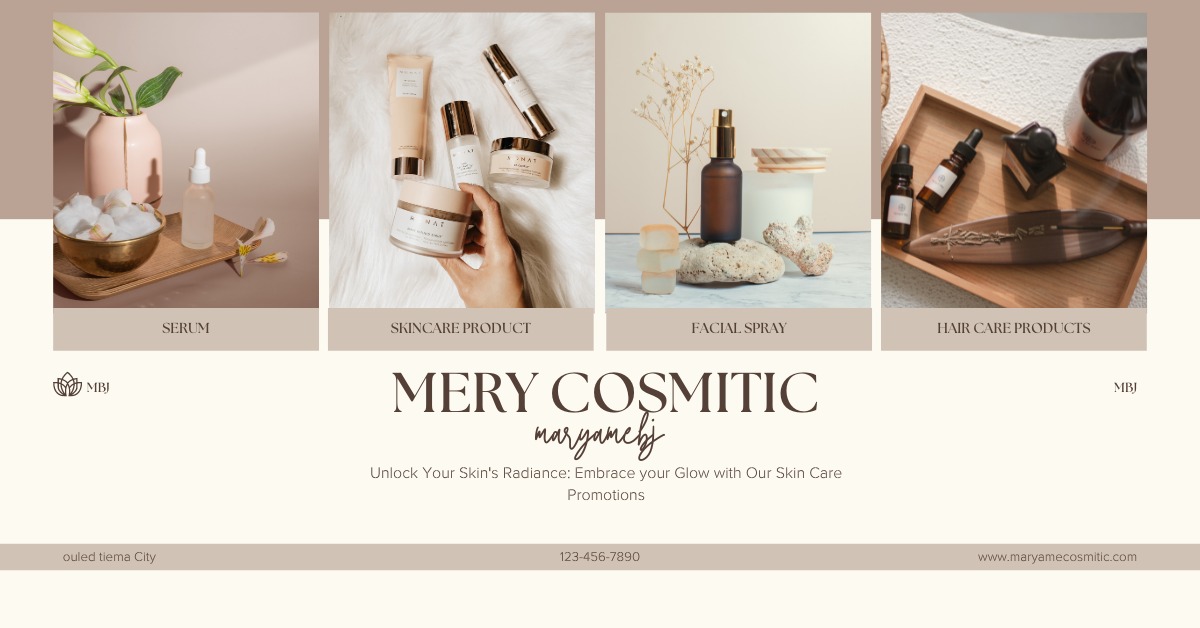 SERUM
SKINCARE PRODUCT
FACIAL SPRAY
HAIR CARE PRODUCTS
MBJ
MERY COSMITIC
MBJ
maryamebj
Unlock Your Skin's Radiance: Embrace your Glow with Our Skin Care
Promotions
ouled tiema City
123-456-7890
www.maryamecosmitic.com